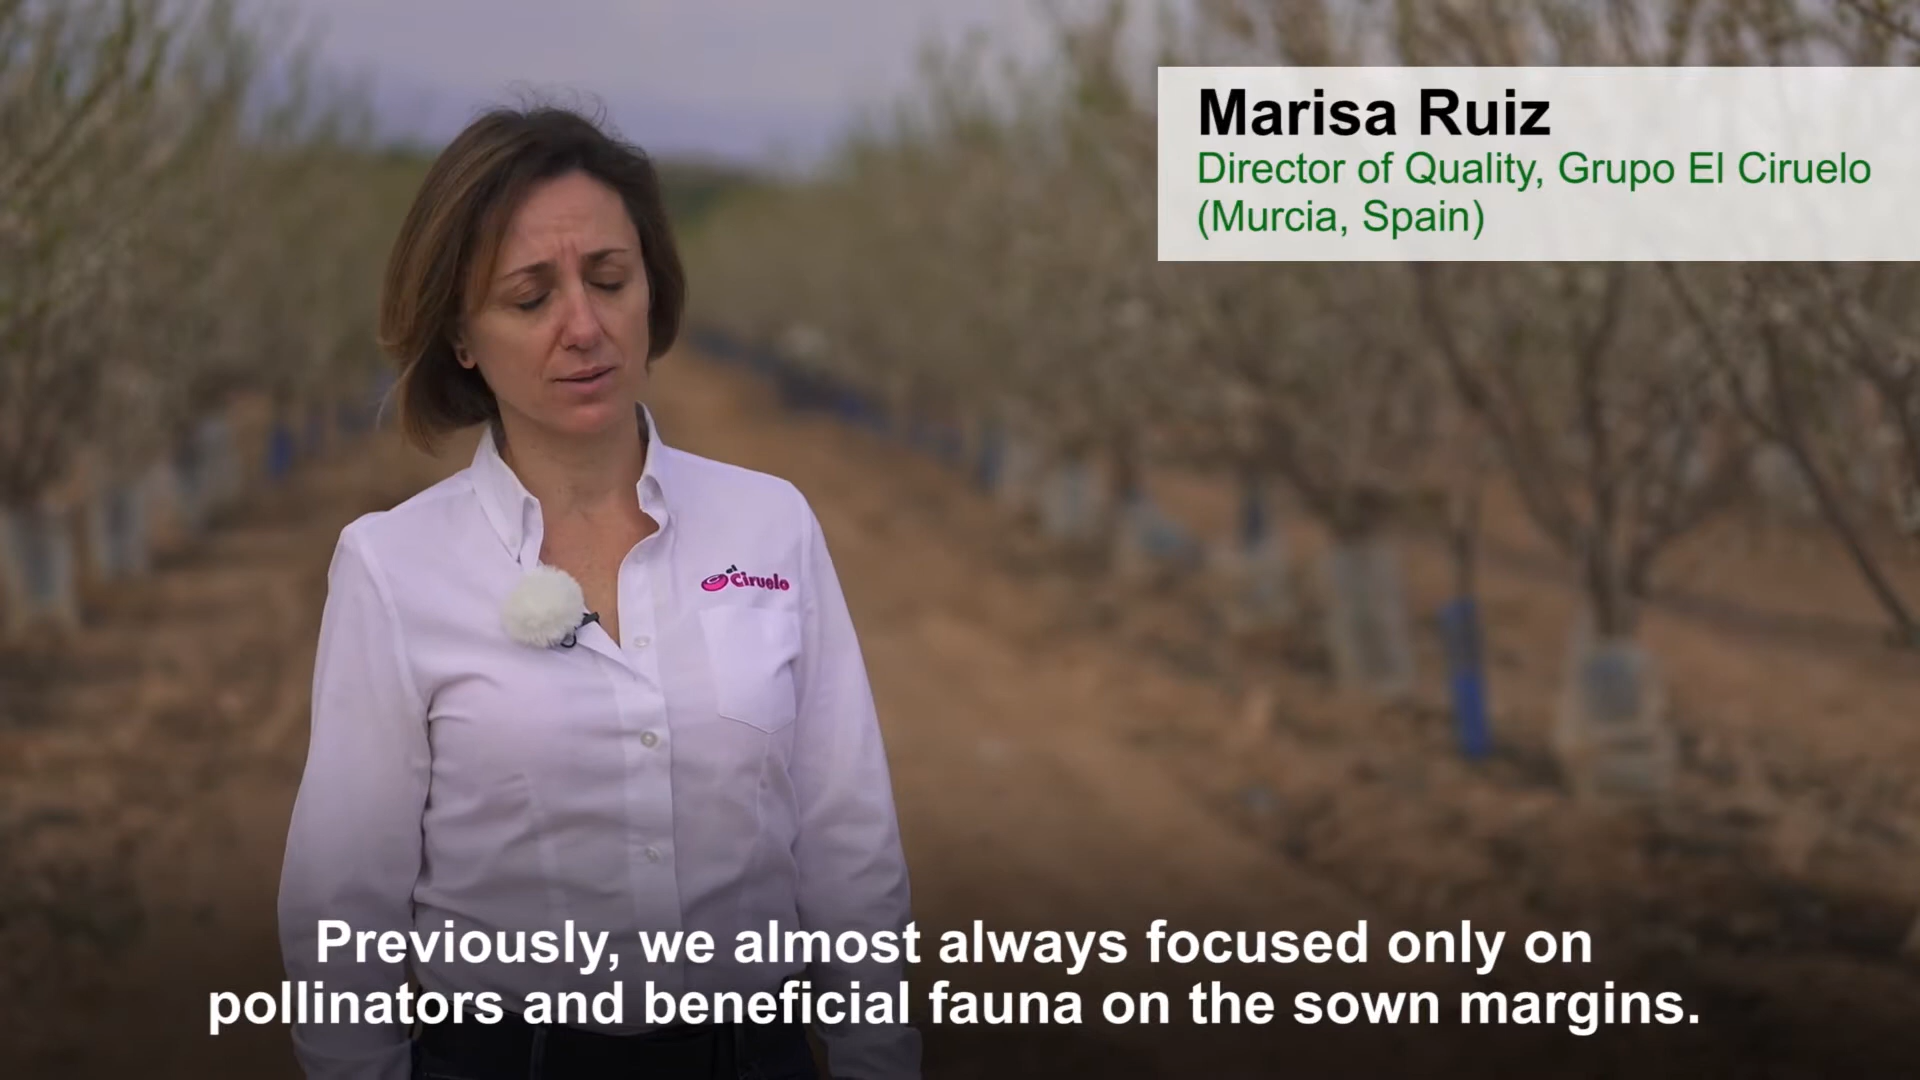 Marisa Ruiz
Director of Quality, Grupo El Ciruelo
(Murcia, Spain)
el
Ciruelo
Previously, we almost always focused only on
pollinators and beneficial fauna on the sown margins.